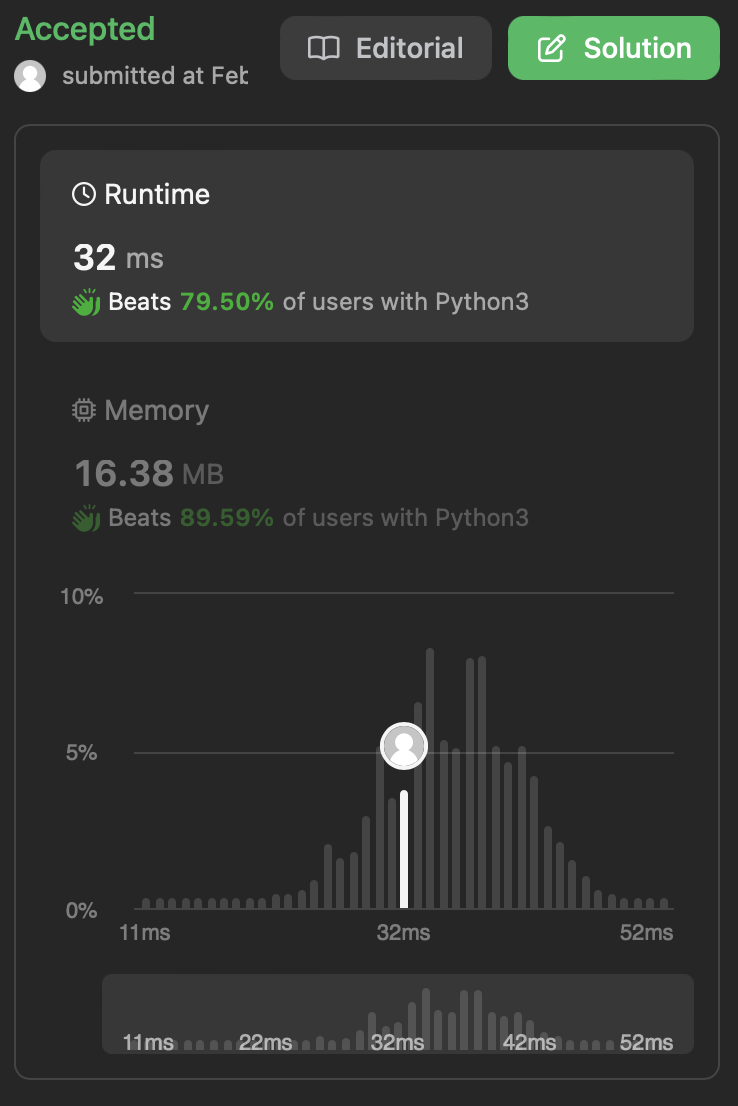 Accepted
Editorial
Solution
submitted at Feb
Runtime
32 ms
Beats 79.50% of users with Python3
Memory
16.38 MB
Beats 89.59% of users with Python3
10%
5%
0%
11ms 32ms 52ms
11ms 22ms 32ms 42ms 52ms